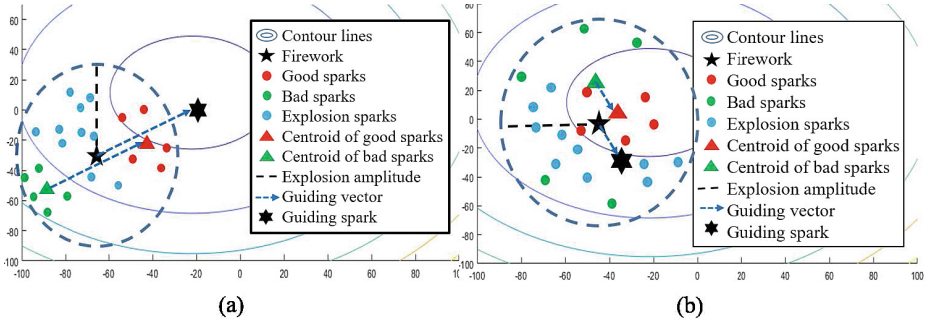 60
40
20
0
-20
-40
-60
-80
-100
-100
-80
-60
-40
-20
0
20
40
60
80
Contour lines
Firework
Good sparks
Bad sparks
Explosion sparks
Centroid of good sparks
Centroid of bad sparks
Explosion amplitude
Guiding vector
Guiding spark
(a)
60
40
20
0
-20
-40
-60
-80
-100
-100
-80
-60
-40
-20
0
20
40
60
80
100
Contour lines
Firework
Good sparks
Bad sparks
Explosion sparks
Centroid of good sparks
Centroid of bad sparks
Explosion amplitude
Guiding vector
Guiding spark
(b)